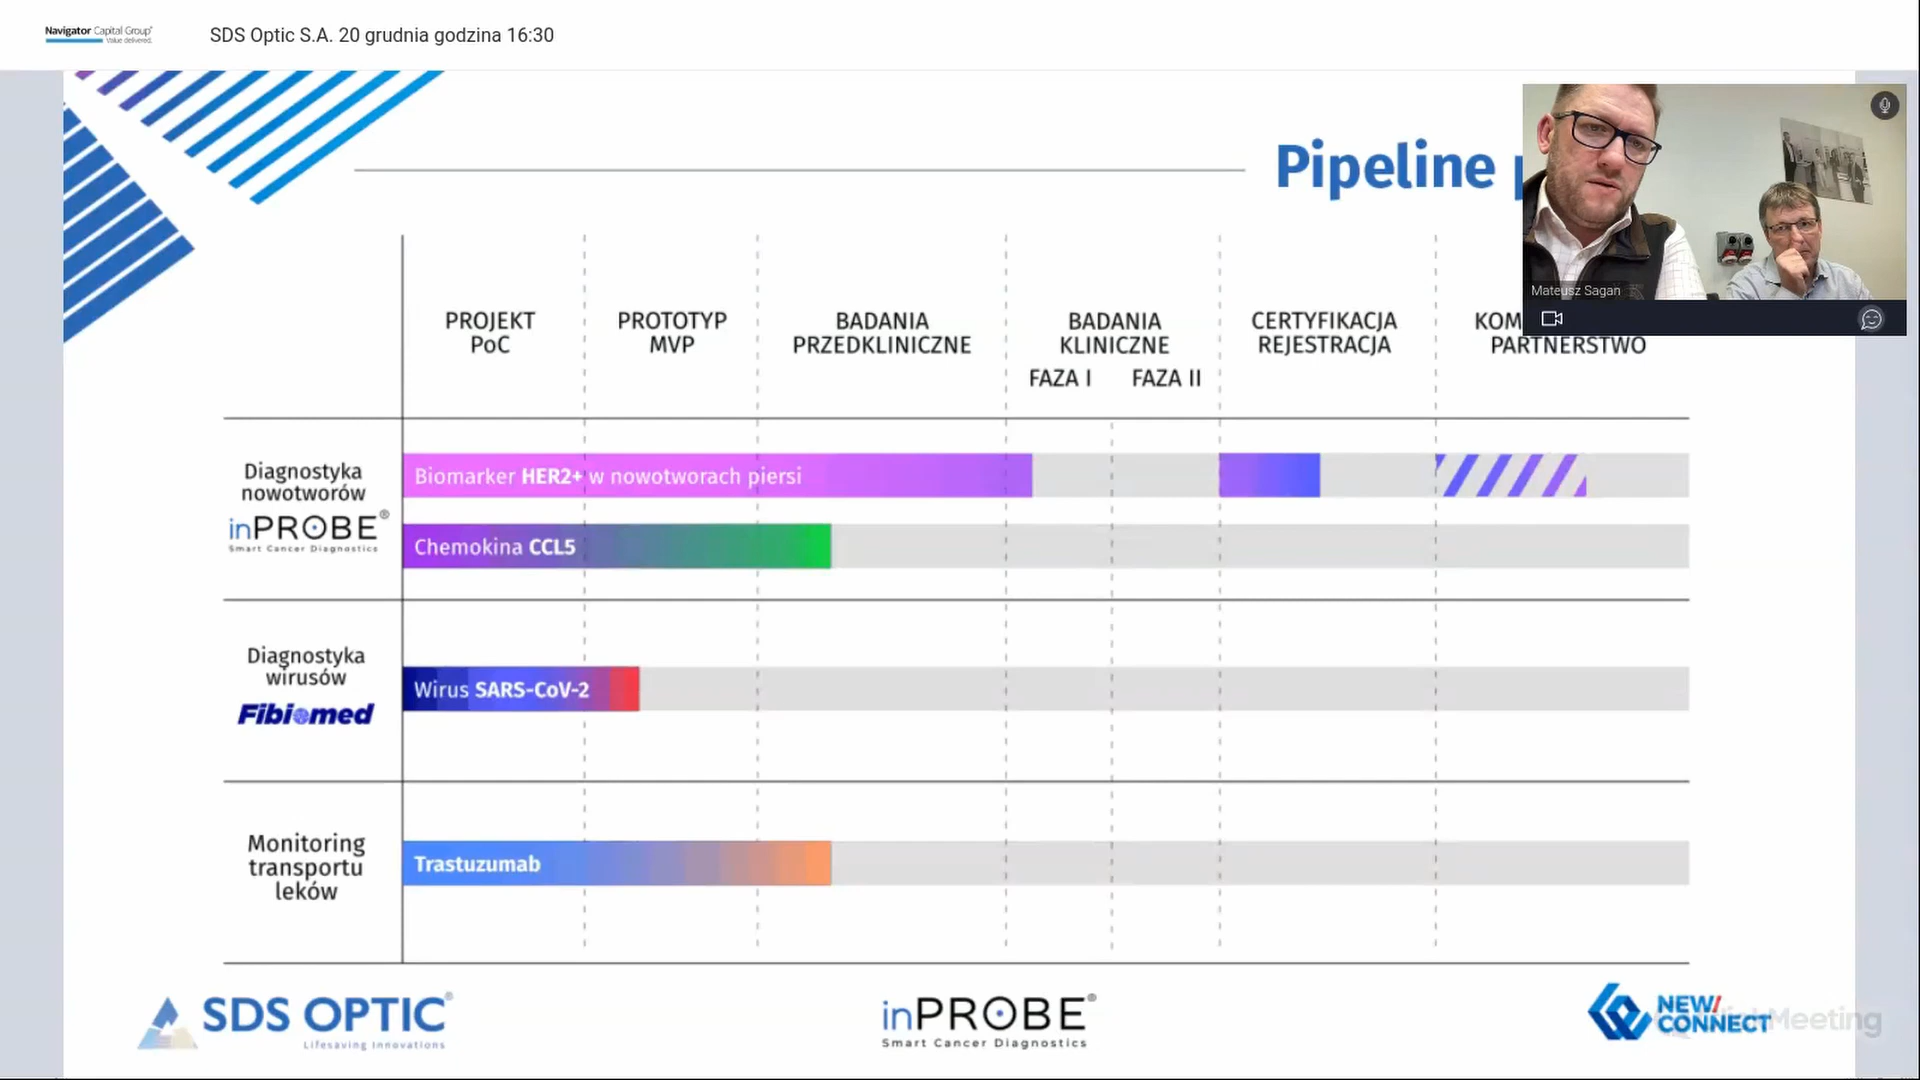 Navigator Capital Group
Value delivered.
SDS Optic S.A. 20 grudnia godzina 16:30
Pipeline
Mateusz Sagan
PROJEKT
PoC
PROTOTYP
MVP
BADANIA
PRZEDKLINICZNE
BADANIA
KLINICZNE
FAZA I FAZA II
CERTYFIKACJA
REJESTRACJA
PARTNERSTWO
Diagnostyka
nowotworów
inPROBE®
Smart Cancer Diagnostics
Biomarker HER2+ w nowotworach piersi
Chemokina CCL5
Diagnostyka
wirusów
Fibiomed
Wirus SARS-CoV-2
Monitoring
transportu
leków
Trastuzumab
SDS OPTIC®
Lifesaving Innovations
inPROBE®
Smart Cancer Diagnostics
NEW/
CONNECT
Meeting